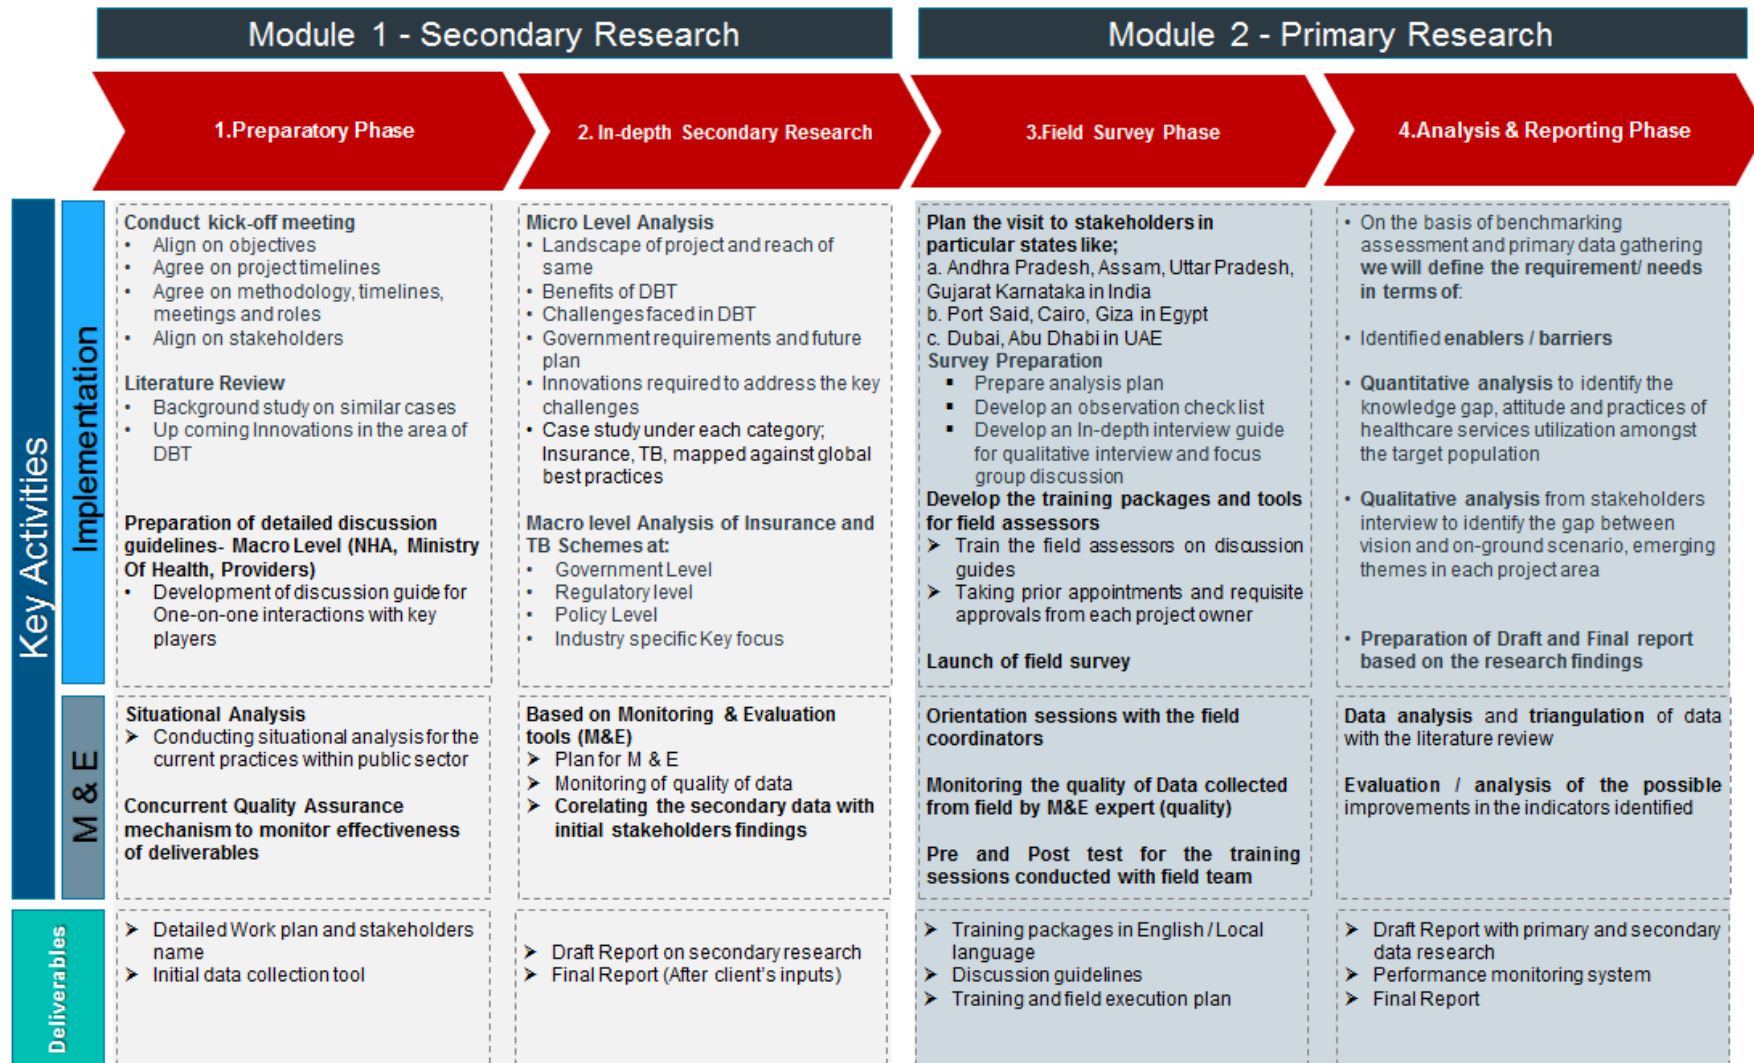 Module 1 - Secondary Research
Module 2 - Primary Research
1.Preparatory Phase
2. In-depth Secondary Research
3.Field Survey Phase
4.Analysis & Reporting Phase
Key Activities
Implementation
Conduct kick-off meeting
• Align on objectives
• Agree on project timelines
• Agree on methodology, timelines,
meetings and roles
• Align on stakeholders
Literature Review
• Background study on similar cases
• Up coming Innovations in the area of
DBT
Preparation of detailed discussion
guidelines- Macro Level (NHA, Ministry
Of Health, Providers)
• Development of discussion guide for
One-on-one interactions with key
players
Micro Level Analysis
• Landscape of project and reach of
same
• Benefits of DBT
• Challenges faced in DBT
• Government requirements and future
plan
• Innovations required to address the key
challenges
• Case study under each category;
Insurance, TB, mapped against global
best practices
Macro level Analysis of Insurance and
TB Schemes at:
• Government Level
• Regulatory level
• Policy Level
• Industry specific Key focus
Plan the visit to stakeholders in
particular states like;
a. Andhra Pradesh, Assam, Uttar Pradesh,
Gujarat Karnataka in India
b. Port Said, Cairo, Giza in Egypt
c. Dubai, Abu Dhabi in UAE
Survey Preparation
▪ Prepare analysis plan
▪ Develop an observation check list
▪ Develop an In-depth interview guide
for qualitative interview and focus
group discussion
Develop the training packages and tools
for field assessors
➢ Train the field assessors on discussion
guides
➢ Taking prior appointments and requisite
approvals from each project owner
Launch of field survey
• On the basis of benchmarking
assessment and primary data gathering
we will define the requirement/ needs
in terms of:
• Identified enablers / barriers
• Quantitative analysis to identify the
knowledge gap, attitude and practices of
healthcare services utilization amongst
the target population
• Qualitative analysis from stakeholders
interview to identify the gap between
vision and on-ground scenario, emerging
themes in each project area
• Preparation of Draft and Final report
based on the research findings
M & E
Situational Analysis
➢ Conducting situational analysis for the
current practices within public sector
Concurrent Quality Assurance
mechanism to monitor effectiveness
of deliverables
Based on Monitoring & Evaluation
tools (M&E)
➢ Plan for M & E
➢ Monitoring of quality of data
➢ Corelating the secondary data with
initial stakeholders findings
Orientation sessions with the field
coordinators
Monitoring the quality of Data collected
from field by M&E expert (quality)
Pre and Post test for the training
sessions conducted with field team
Data analysis and triangulation of data
with the literature review
Evaluation / analysis of the possible
improvements in the indicators identified
Deliverables
➢ Detailed Work plan and stakeholders
name
➢ Initial data collection tool
➢ Draft Report on secondary research
➢ Final Report (After client's inputs)
➢ Training packages in English / Local
language
➢ Discussion guidelines
➢ Training and field execution plan
➢ Draft Report with primary and secondary
data research
➢ Performance monitoring system
➢ Final Report